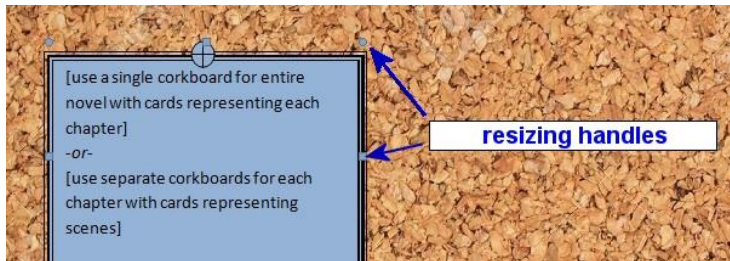 [use a single corkboard for entire
novel with cards representing each
chapter]
-or-
[use separate corkboards for each
chapter with cards representing
scenes]
resizing handles